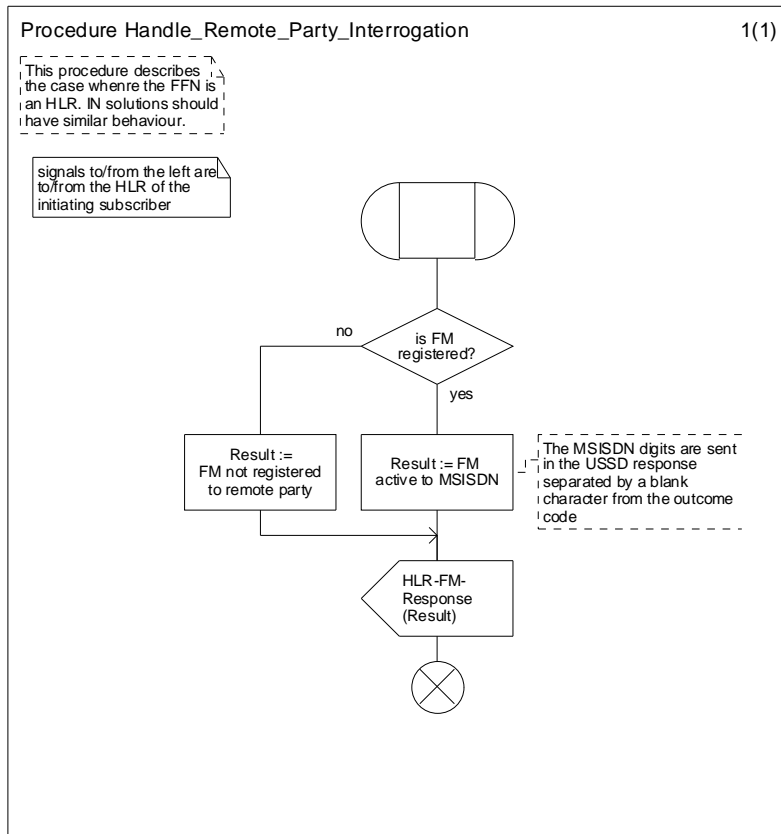 Procedure Handle_Remote_Party_Interrogation 1(1)
This procedure describes
the case whenre the FFN is
an HLR. IN solutions should
have similar behaviour.
signals to/from the left are
to/from the HLR of the
initiating subscriber
no
is FM
registered?
yes
Result :=
FM not registered
to remote party
Result := FM
active to MSISDN
The MSISDN digits are sent
in the USSD response
separated by a blank
character from the outcome
code
HLR-FM-
Response
(Result)